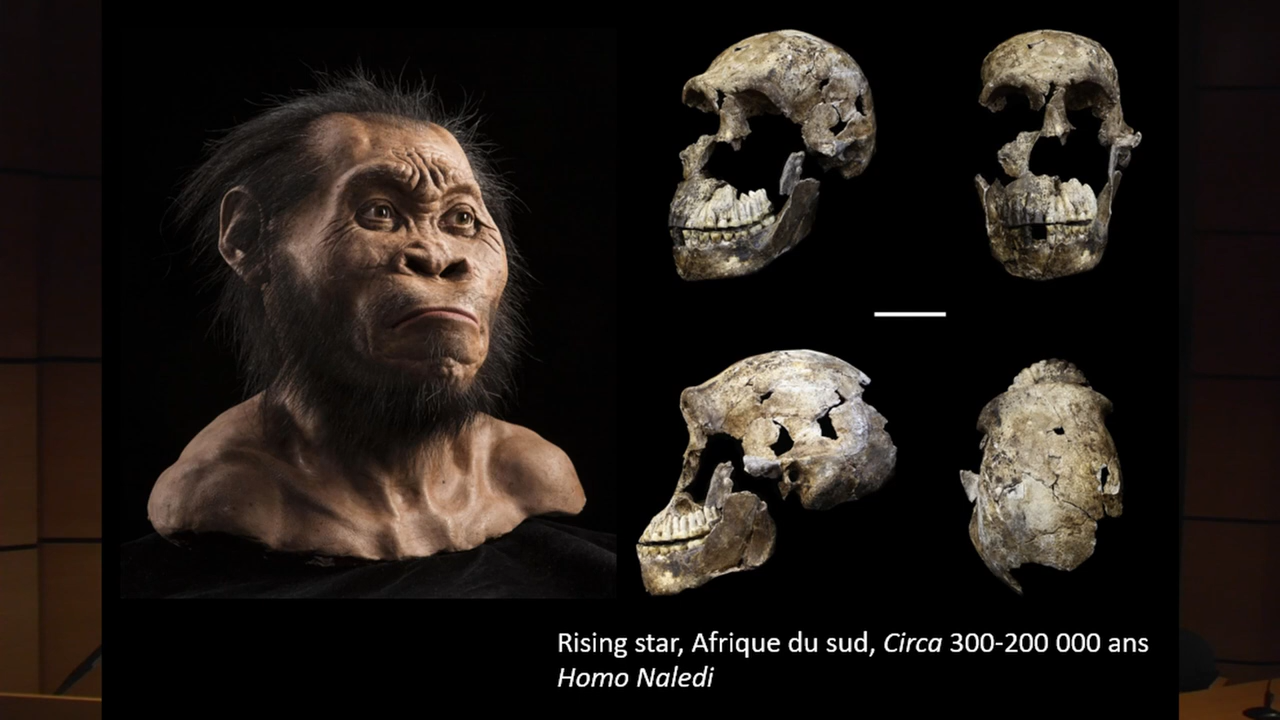 Rising star, Afrique du sud, Circa 300-200 000 ans
Homo Naledi